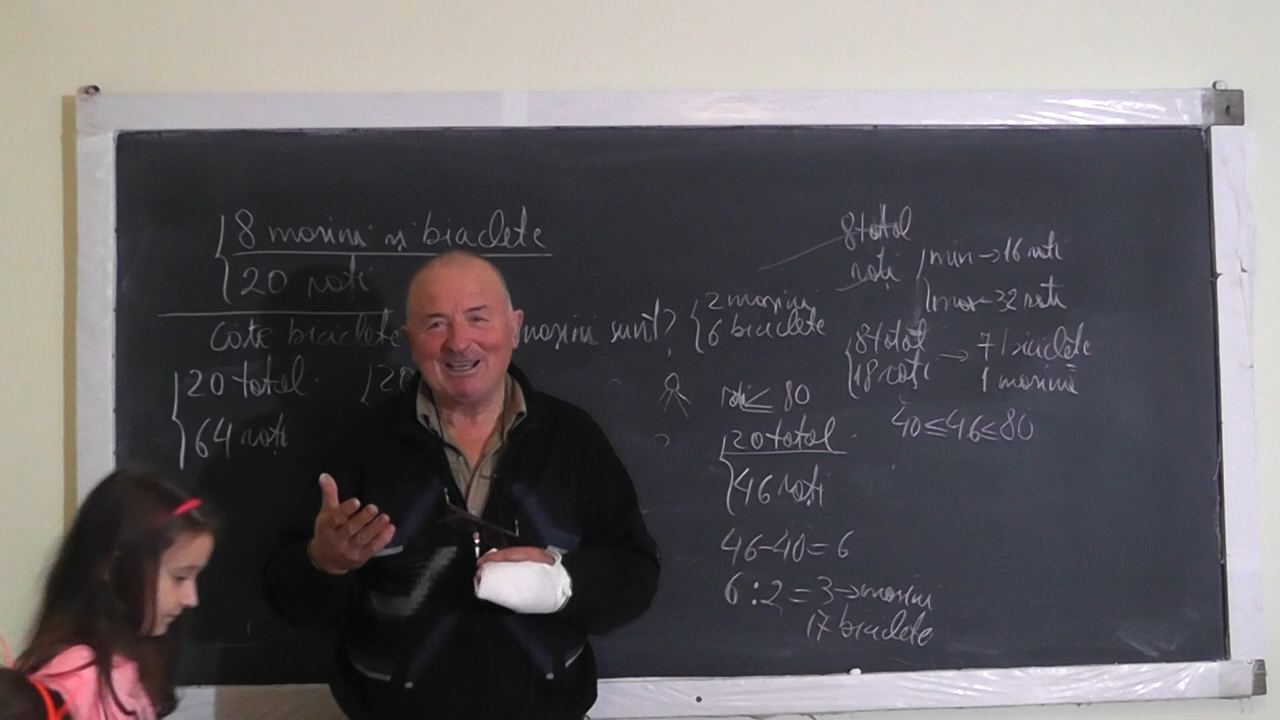 8 mașini și biciclete
20 roți
Câte biciclete mașini sunt?
2 mașini
6 biciclete
20 total
64 roți
20
8 total
roți
min → 16 roți
max → 32 roți
8 total
18 roți → 7 biciclete
1 mașină
roți ≤ 80
40 ≤ 46 ≤ 80
20 total
46 roți
46-40=6
6:2=3 → mașini
17 biciclete